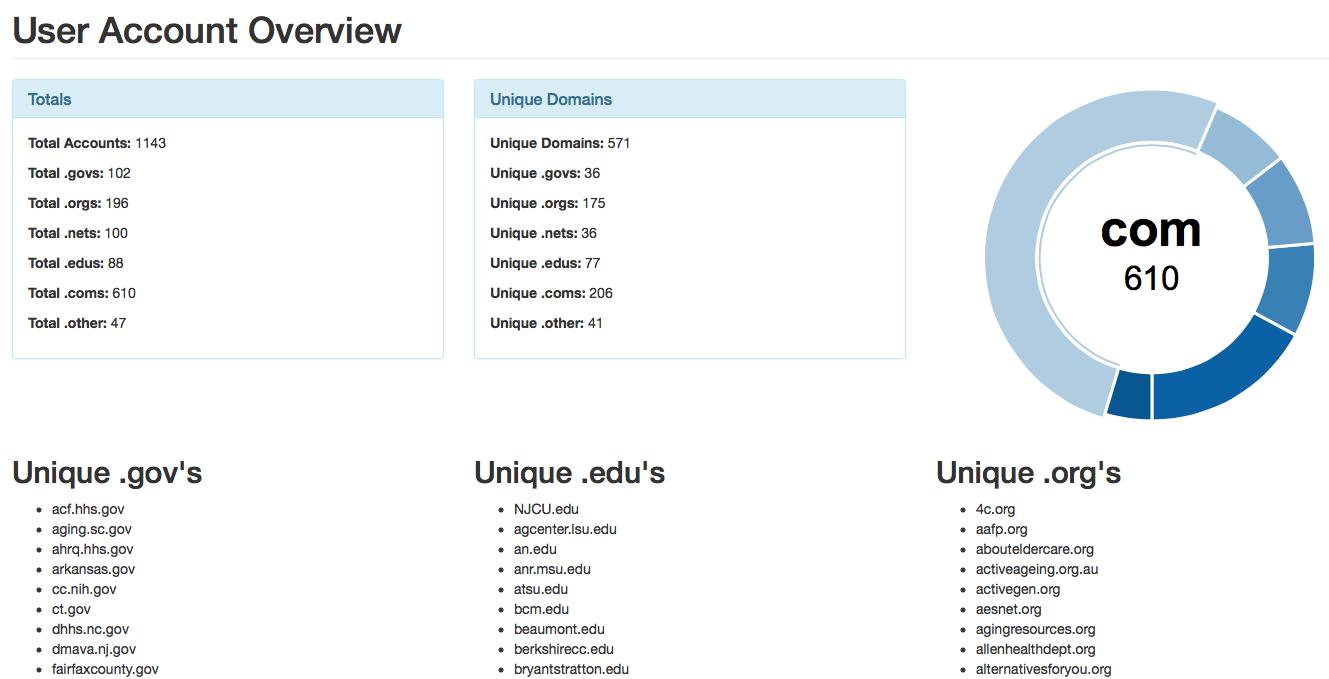 User Account Overview
Totals
Total Accounts: 1143
Total .govs: 102
Total .orgs: 196
Total .nets: 100
Total .edus: 88
Total .coms: 610
Total .other: 47
Unique Domains
Unique Domains: 571
Unique .govs: 36
Unique .orgs: 175
Unique .nets: 36
Unique .edus: 77
Unique .coms: 206
Unique .other: 41
com
610
Unique .gov's
acf.hhs.gov
aging.sc.gov
ahrq.hhs.gov
arkansas.gov
cc.nih.gov
ct.gov
dhhs.nc.gov
dmava.nj.gov
fairfaxcounty.gov
Unique .edu's
NJCU.edu
agcenter.lsu.edu
an.edu
anr.msu.edu
atsu.edu
bcm.edu
beaumont.edu
berkshirecc.edu
bryantstratton.edu
Unique .org's
4c.org
aafp.org
abouteldercare.org
activeageing.org.au
activegen.org
aesnet.org
agingresources.org
allenhealthdept.org
alternativesforyou.org